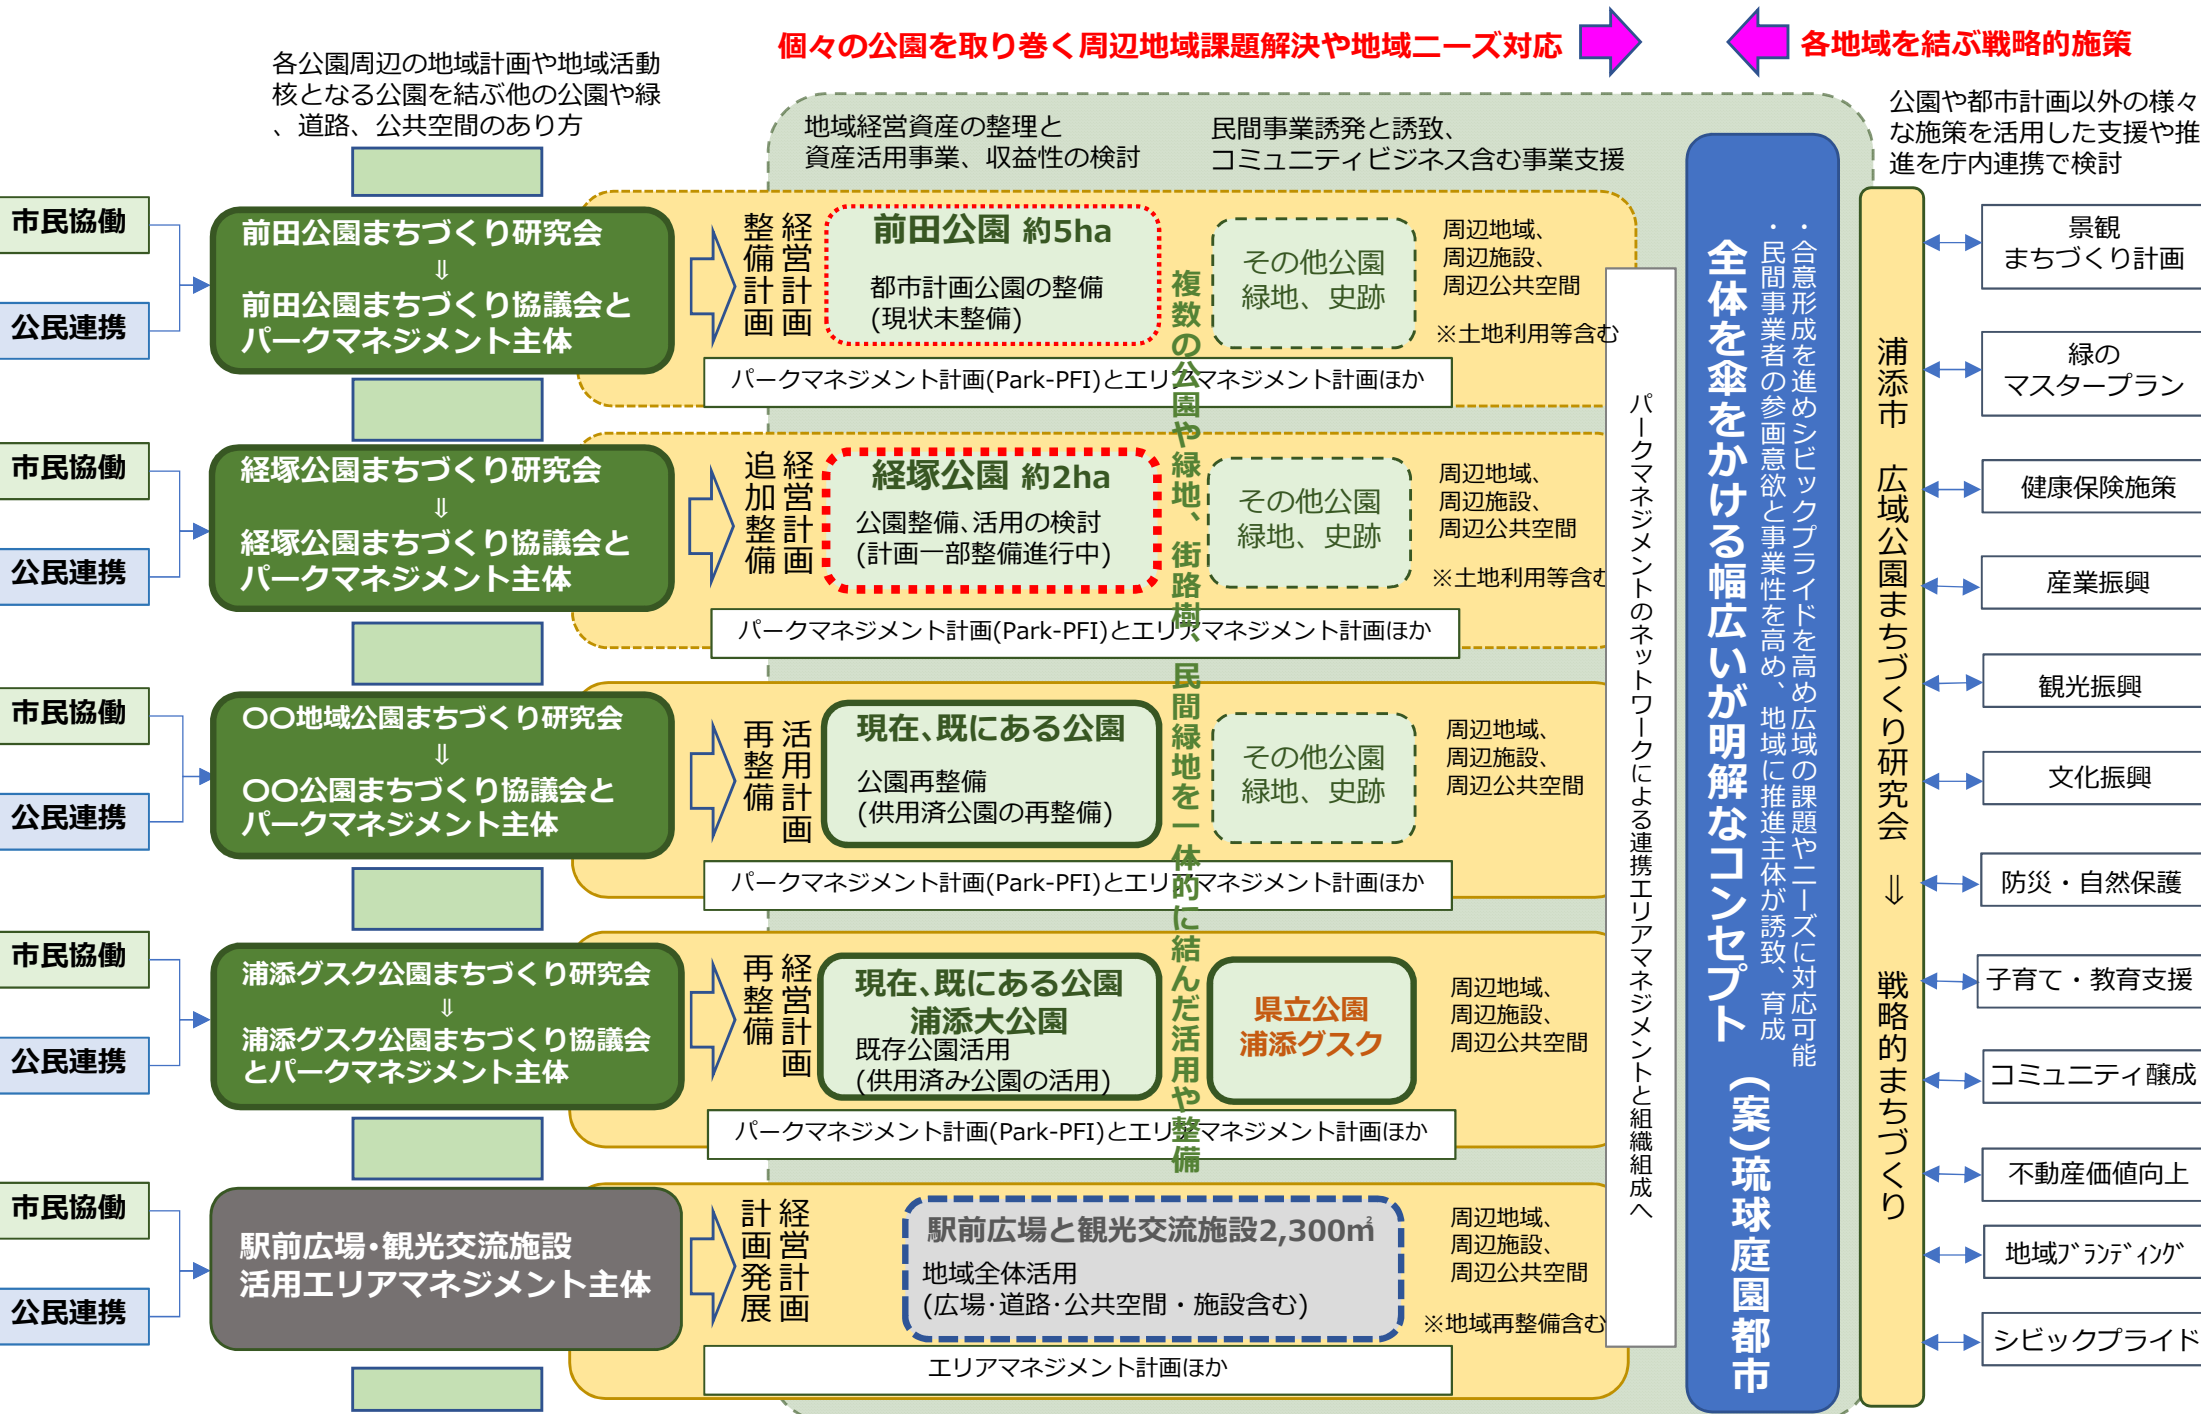 個々の公園を取り巻く周辺地域課題解決や地域ニーズ対応
各地域を結ぶ戦略的施策
各公園周辺の地域計画や地域活動
核となる公園を結ぶ他の公園や緑
、道路、公共空間のあり方
地域経営資産の整理と
資産活用事業、収益性の検討
民間事業誘発と誘致、
コミュニティビジネス含む事業支援
公園や都市計画以外の様々
な施策を活用した支援や推
進を庁内連携で検討
市民協働
公民連携
前田公園まちづくり研究会
⇓
前田公園まちづくり協議会と
パークマネジメント主体
経営計画
整備計画
前田公園 約5ha
都市計画公園の整備
(現状未整備)
その他公園
緑地、史跡
周辺地域、
周辺施設、
周辺公共空間
※土地利用等含む
パークマネジメント計画(Park-PFI)とエリアマネジメント計画ほか
市民協働
公民連携
経塚公園まちづくり研究会
⇓
経塚公園まちづくり協議会と
パークマネジメント主体
経営計画
追加整備
経塚公園 約2ha
公園整備、活用の検討
(計画一部整備進行中)
その他公園
緑地、史跡
周辺地域、
周辺施設、
周辺公共空間
※土地利用等含む
パークマネジメント計画(Park-PFI)とエリアマネジメント計画ほか
市民協働
公民連携
〇〇地域公園まちづくり研究会
⇓
〇〇公園まちづくり協議会と
パークマネジメント主体
活用計画
再整備
現在、既にある公園
公園再整備
(供用済公園の再整備)
その他公園
緑地、史跡
周辺地域、
周辺施設、
周辺公共空間
パークマネジメント計画(Park-PFI)とエリアマネジメント計画ほか
市民協働
公民連携
浦添グスク公園まちづくり研究会
⇓
浦添グスク公園まちづくり協議会
とパークマネジメント主体
経営計画
再整備
現在、既にある公園
浦添大公園
既存公園活用
(供用済み公園の活用)
県立公園
浦添グスク
周辺地域、
周辺施設、
周辺公共空間
パークマネジメント計画(Park-PFI)とエリアマネジメント計画ほか
市民協働
公民連携
駅前広場・観光交流施設
活用エリアマネジメント主体
経営計画
計画発展
駅前広場と観光交流施設2,300㎡
地域全体活用
(広場・道路・公共空間・施設含む)
周辺地域、
周辺施設、
周辺公共空間
※地域再整備含む
エリアマネジメント計画ほか
複数の公園や緑地、街路樹、民間緑地を一体的に結んだ活用や整備
パークマネジメントのネットワークによる連携エリアマネジメントと組織組成へ
・合意形成を進めシビックプライドを高め広域の課題やニーズに対応可能
・民間事業者の参画意欲と事業性を高め、地域に推進主体が誘致、育成
全体を傘をかける幅広いが明解なコンセプト (案)琉球庭園都市
浦添市 広域公園まちづくり研究会 ⇓ 戦略的まちづくり
景観
まちづくり計画
緑の
マスタープラン
健康保険施策
産業振興
観光振興
文化振興
防災・自然保護
子育て・教育支援
コミュニティ醸成
不動産価値向上
地域ﾌﾞﾗﾝﾃﾞｨﾝｸﾞ
シビックプライド